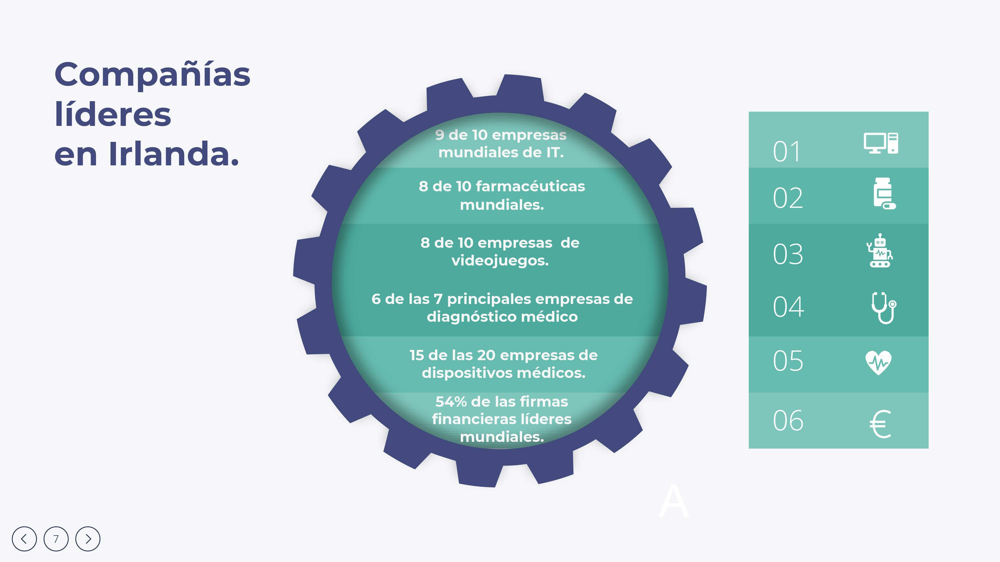 Compañías
líderes
en Irlanda.
9 de 10 empresas
mundiales de IT.
8 de 10 farmacéuticas
mundiales.
8 de 10 empresas  de
videojuegos.
6 de las 7 principales empresas de
diagnóstico médico
15 de las 20 empresas de
dispositivos médicos.
54% de las firmas
financieras líderes
mundiales.
01
02
03
04
05
06
€
A
7